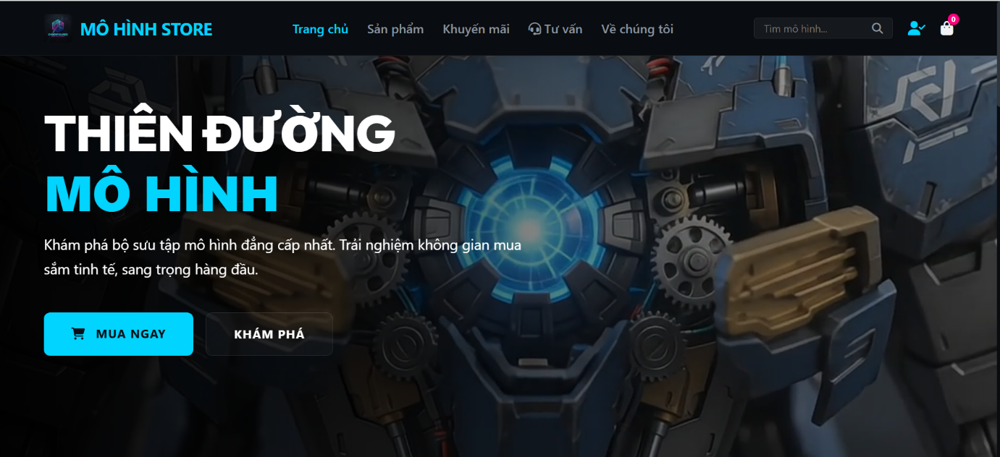 MÔ HÌNH STORE
Trang chủ
Sản phẩm
Khuyến mãi
Tư vấn
Về chúng tôi
Tìm mô hình...
0
THIÊN ĐƯỜNG
MÔ HÌNH
Khám phá bộ sưu tập mô hình đẳng cấp nhất. Trải nghiệm không gian mua
sắm tinh tế, sang trọng hàng đầu.
MUA NGAY
KHÁM PHÁ